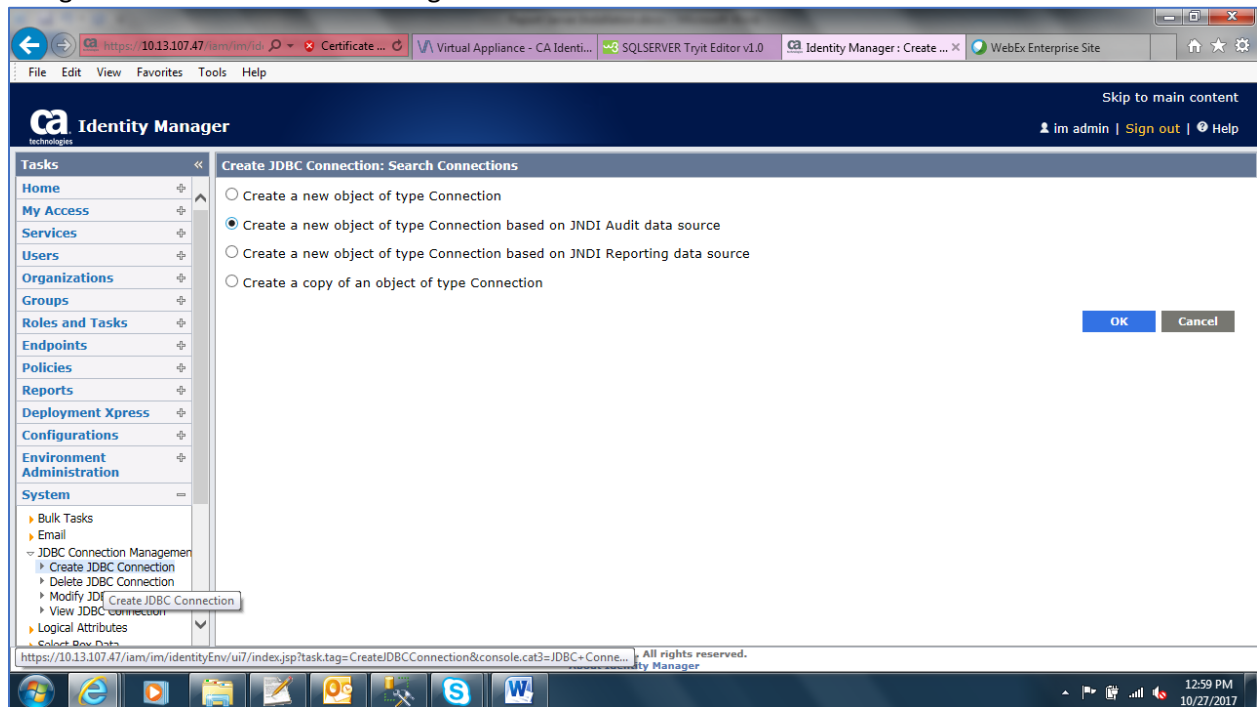 https://10.13.107.47/iam/im/id
Certificate ...
Virtual Appliance - CA Identi...
SQLSERVER Tryit Editor v1.0
Identity Manager : Create ...
WebEx Enterprise Site
File Edit View Favorites Tools Help
Skip to main content
ca technologies Identity Manager
im admin | Sign out | Help
Tasks «
Create JDBC Connection: Search Connections
Home
Create a new object of type Connection
My Access
Create a new object of type Connection based on JNDI Audit data source
Services
Users
Create a new object of type Connection based on JNDI Reporting data source
Organizations
Create a copy of an object of type Connection
Groups
Roles and Tasks
OK Cancel
Endpoints
Policies
Reports
Deployment Xpress
Configurations
Environment
Administration
System
Bulk Tasks
Email
JDBC Connection Managemen
Create JDBC Connection
Delete JDBC Connection
Modify JD
Create JDBC Connection
View JDBC Connection
Logical Attributes
Select Box Data
https://10.13.107.47/iam/im/identityEnv/ui7/index.jsp?task.tag=CreateJDBCConnection&console.cat3=JDBC+Conne...
. All rights reserved.
ity Manager
12:59 PM
10/27/2017